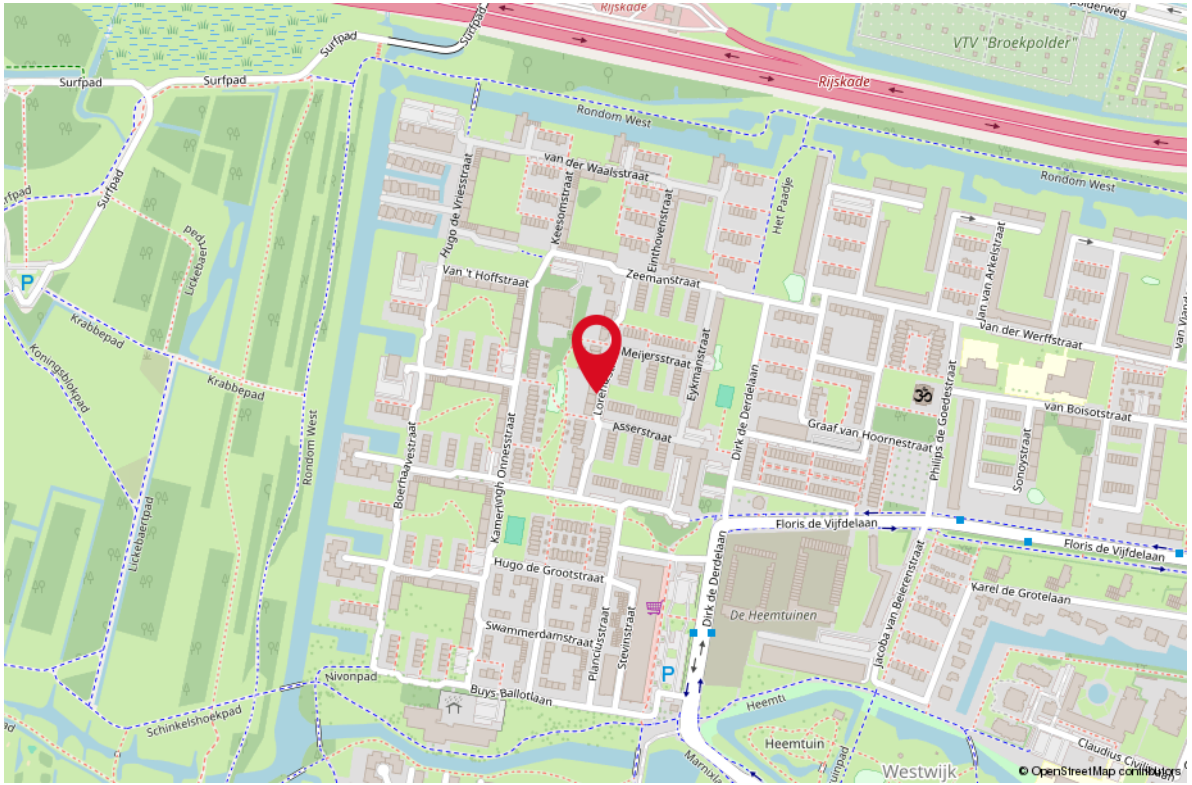 Rijskade
Surfpad
polderweg
VTV "Broekpolder"
Surfpad
Surfpad
Surfpad
Rijskade
Rondom West
van der Waalsstraat
Rondom West
Surfpad
Hugo de Vriesstraat
Keesomstraat
Einthovenstraat
Het Paadje
Lickebaertpad
Jan van Arkelstraat
Van 't Hoffstraat
Zeemanstraat
P
Krabbepad
van der Werffstraat
Meijersstraat
Koningsblokpad
Krabbepad
Eykmanstraat
Dirk de Derdelaan
Philips de Goedestraat
van Boisotstraat
Rondom West
Boerhaavestraat
Kamerlingh Onnesstraat
Asserstraat
Graaf van Hoornestraat
Sonoystraat
Lickebaertpad
Floris de Vijfdelaan
Floris de Vijfdelaan
Hugo de Grootstraat
Dirk de Derdelaan
Jacoba van Beierenstraat
Karel de Grotelaan
De Heemtuinen
Swammerdamstraat
Planciusstraat
Stevinstraat
P
Nivonpad
Buys-Ballotlaan
Schinkelshoekpad
Heemtuin
Westwijk
© OpenStreetMap contributors